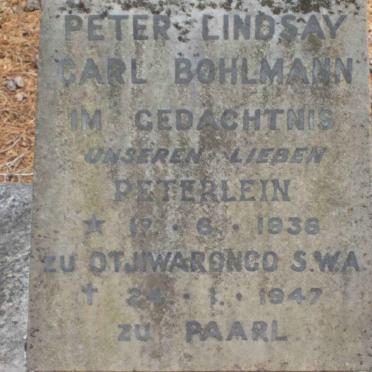 PETER LINDSAY
CARL BOHLMANN
IM GEDACHTNIS
UNSEREN LIEBEN
PETERLEIN
* 17 · 6 · 1936
ZU OTJIWARONGO S.W.A.
† 24 · 1 · 1947
ZU PAARL